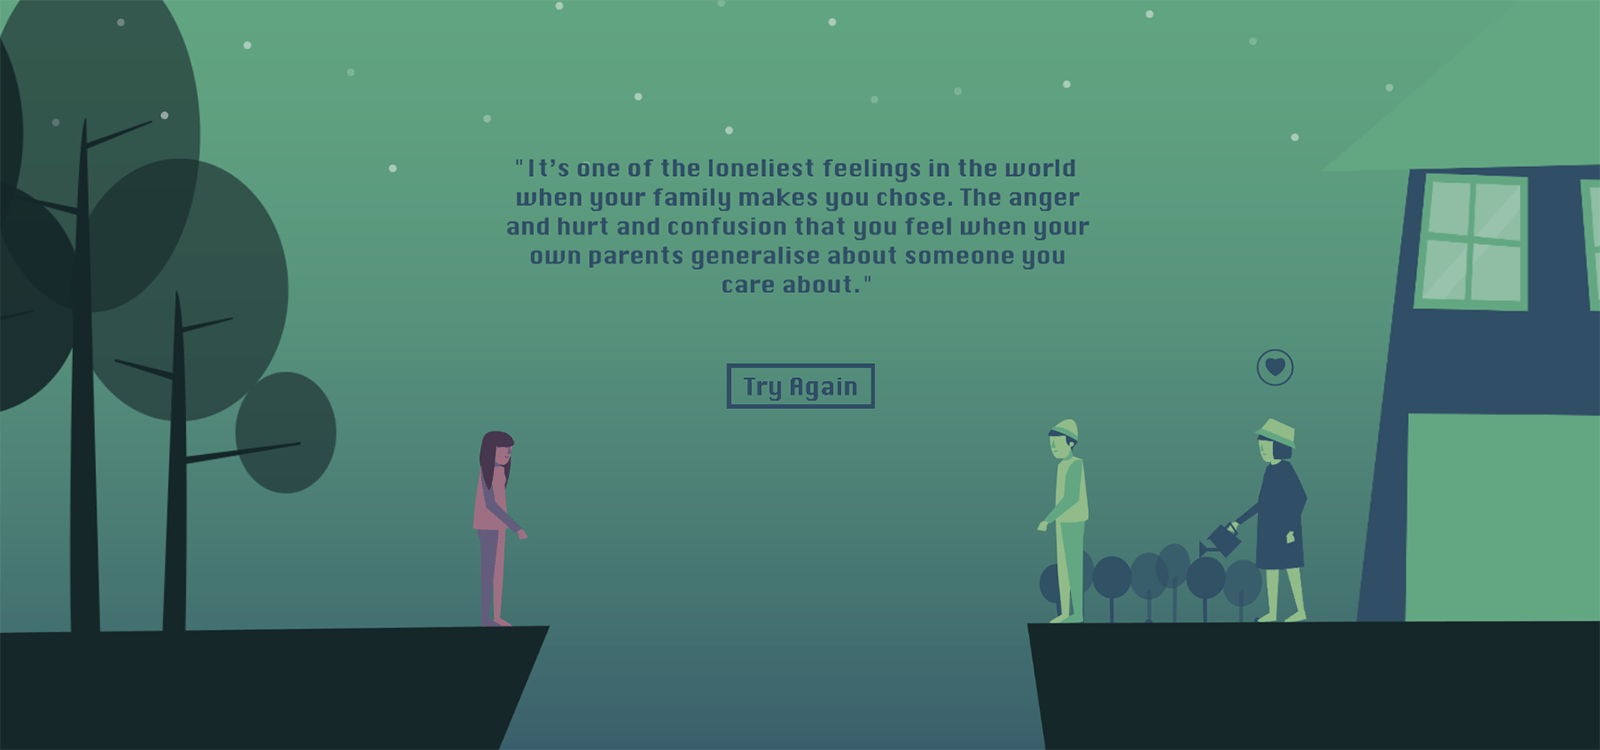 "It’s one of the loneliest feelings in the world
when your family makes you chose. The anger
and hurt and confusion that you feel when your
own parents generalise about someone you
care about."
Try Again